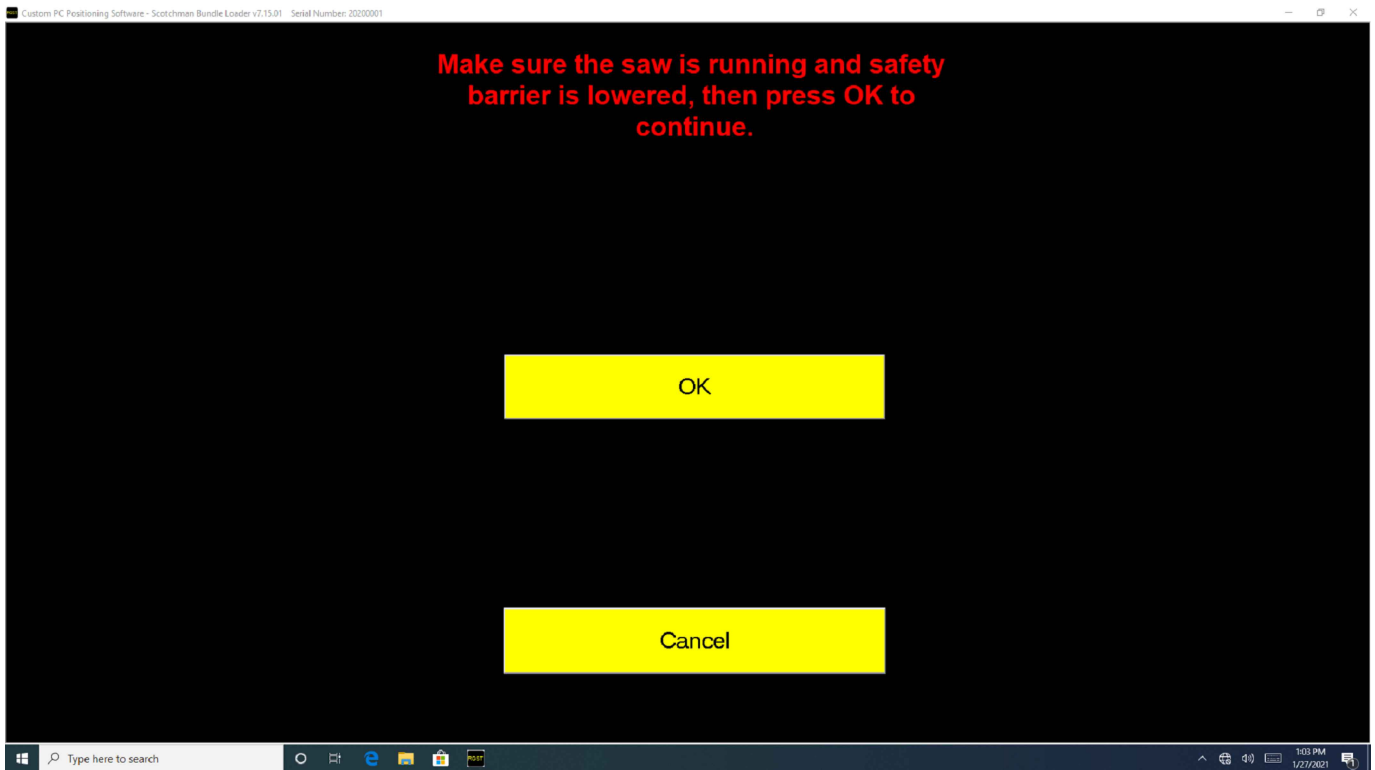 Custom PC Positioning Software - Scotchman Bundle Loader v7.15.01 Serial Number: 20200001
Make sure the saw is running and safety
barrier is lowered, then press OK to
continue.
OK
Cancel
Type here to search
1:03 PM
1/27/2021